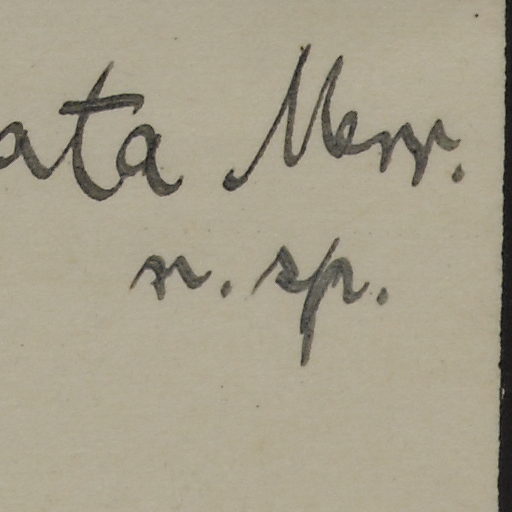 ata Merr.
n. sp.